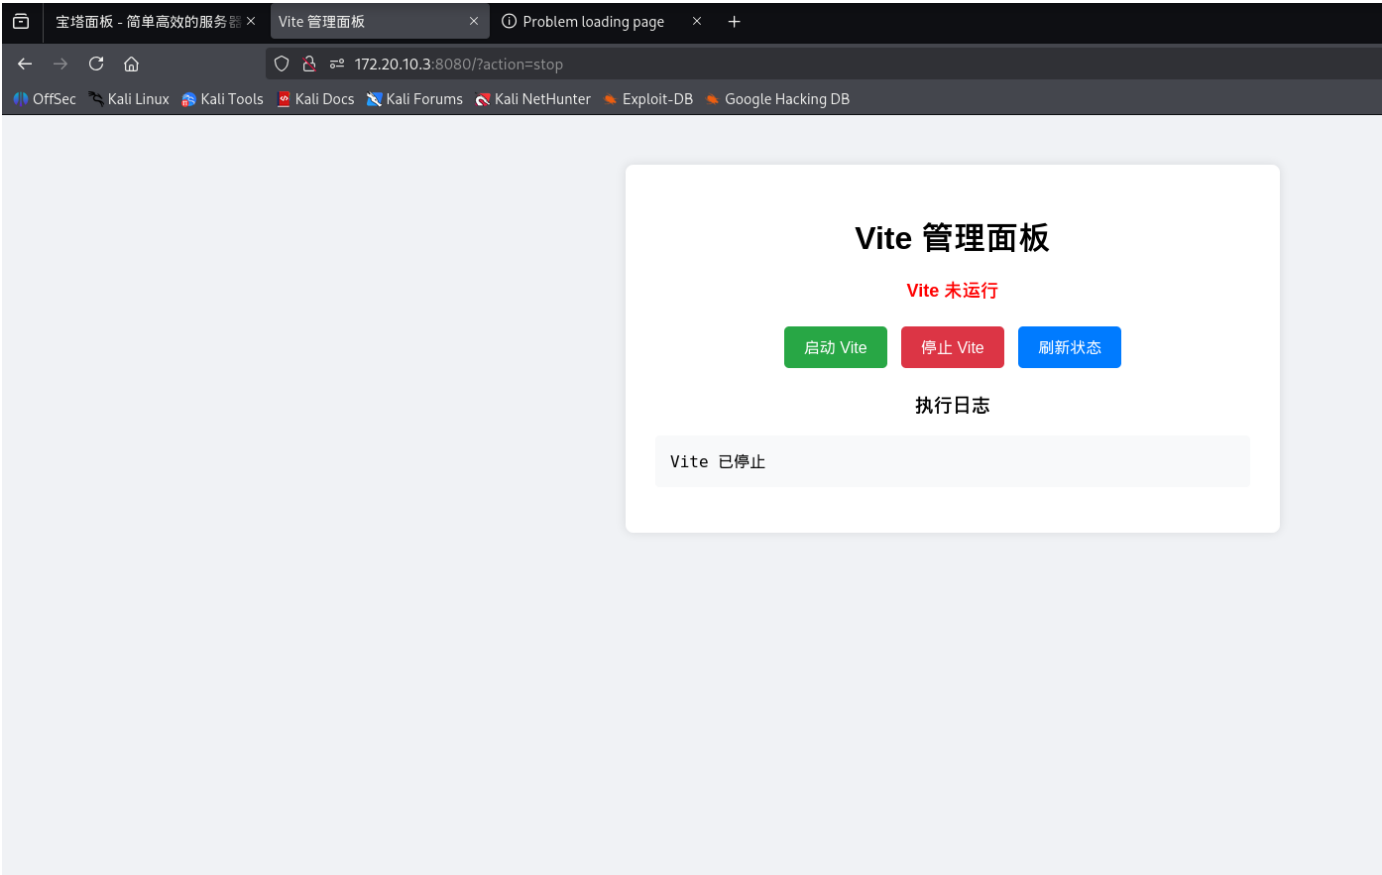 宝塔面板 - 简单高效的服务器
Vite 管理面板
Problem loading page
172.20.10.3:8080/?action=stop
OffSec Kali Linux Kali Tools Kali Docs Kali Forums Kali NetHunter Exploit-DB Google Hacking DB
Vite 管理面板
Vite 未运行
启动 Vite 停止 Vite 刷新状态
执行日志
Vite 已停止